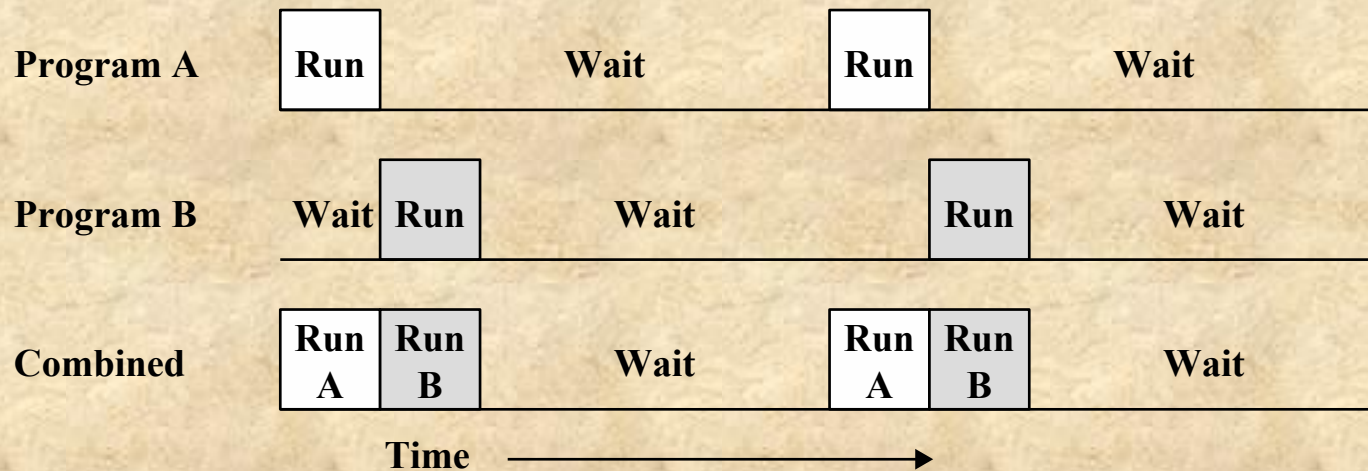 Program A Run Wait Run Wait
Program B Wait Run Wait Run Wait
Combined Run A Run B Wait Run A Run B Wait
Time